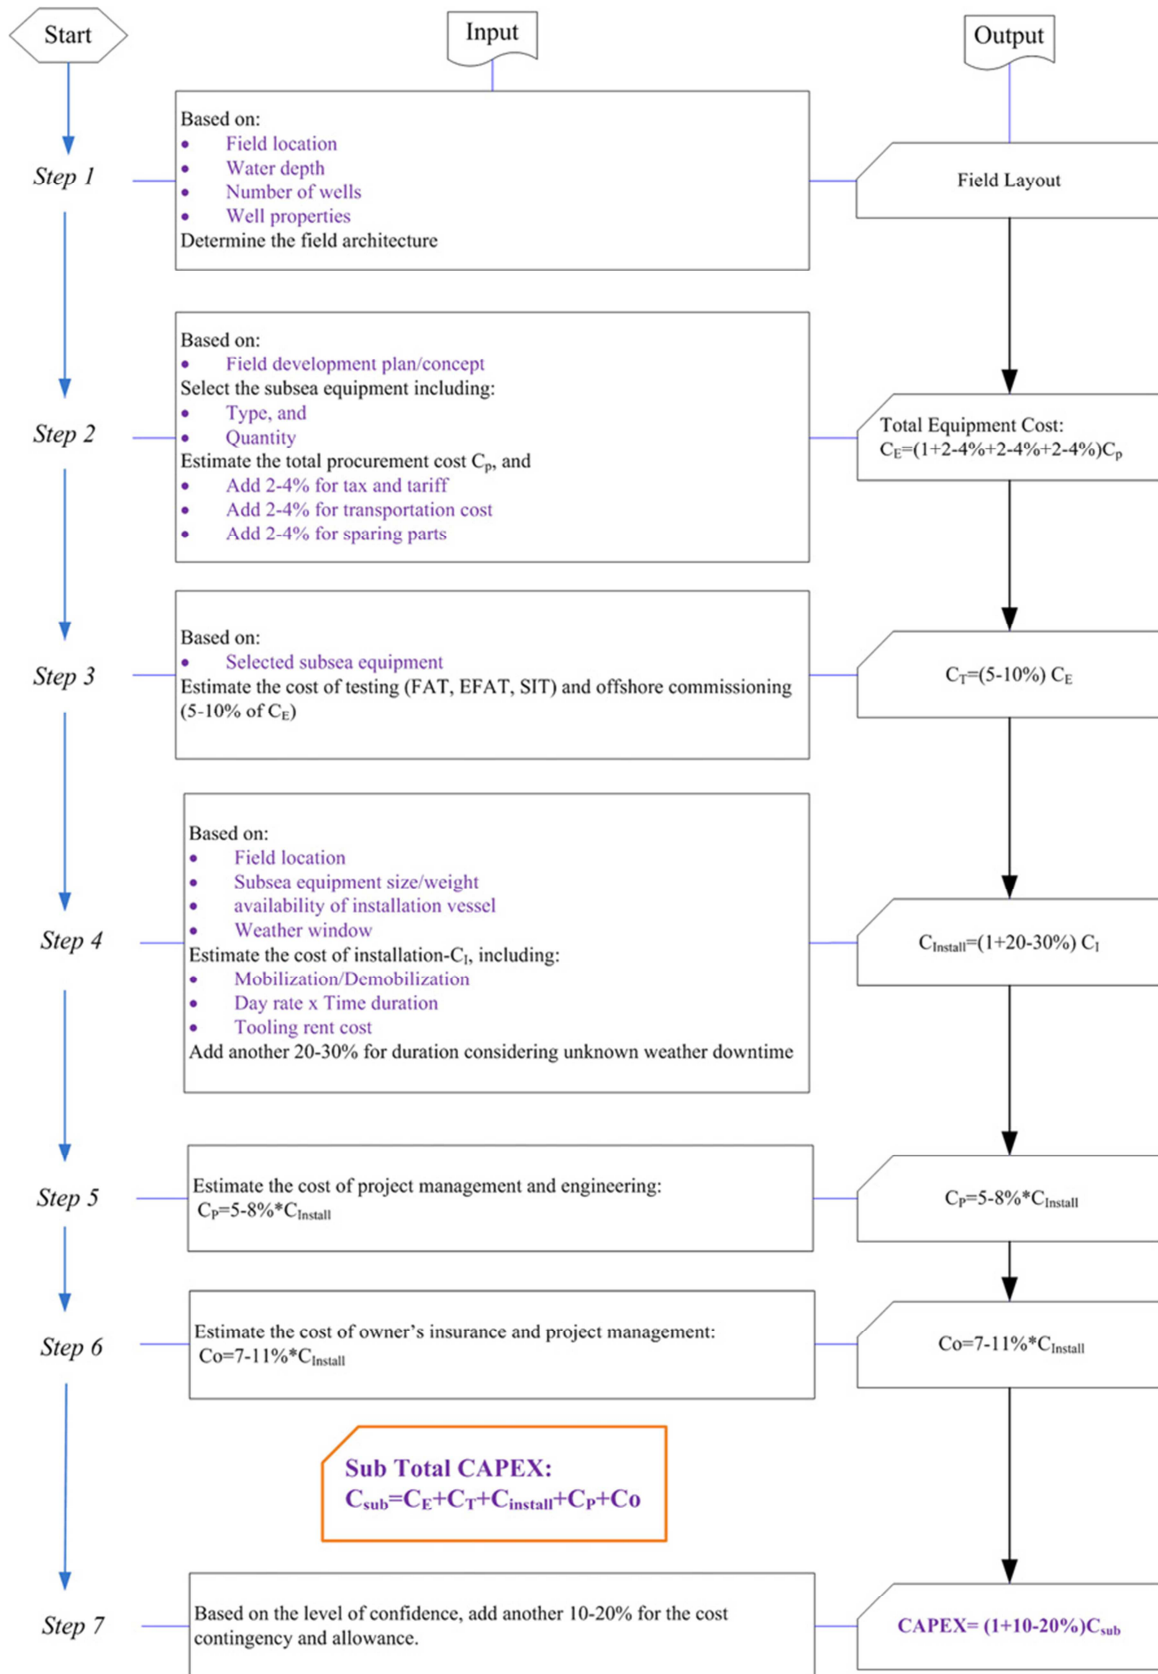 Start
Input
Output
Step 1
Based on:
• Field location
• Water depth
• Number of wells
• Well properties
Determine the field architecture
Field Layout
Step 2
Based on:
• Field development plan/concept
Select the subsea equipment including:
• Type, and
• Quantity
Estimate the total procurement cost Cp, and
• Add 2-4% for tax and tariff
• Add 2-4% for transportation cost
• Add 2-4% for sparing parts
Total Equipment Cost:
CE=(1+2-4%+2-4%+2-4%)Cp
Step 3
Based on:
• Selected subsea equipment
Estimate the cost of testing (FAT, EFAT, SIT) and offshore commissioning
(5-10% of CE)
CT=(5-10%) CE
Step 4
Based on:
• Field location
• Subsea equipment size/weight
• availability of installation vessel
• Weather window
Estimate the cost of installation-CI, including:
• Mobilization/Demobilization
• Day rate x Time duration
• Tooling rent cost
Add another 20-30% for duration considering unknown weather downtime
CInstall=(1+20-30%) CI
Step 5
Estimate the cost of project management and engineering:
CP=5-8%*CInstall
CP=5-8%*CInstall
Step 6
Estimate the cost of owner’s insurance and project management:
Co=7-11%*CInstall
Co=7-11%*CInstall
Sub Total CAPEX:
Csub=CE+CT+Cinstall+CP+Co
Step 7
Based on the level of confidence, add another 10-20% for the cost
contingency and allowance.
CAPEX= (1+10-20%)Csub